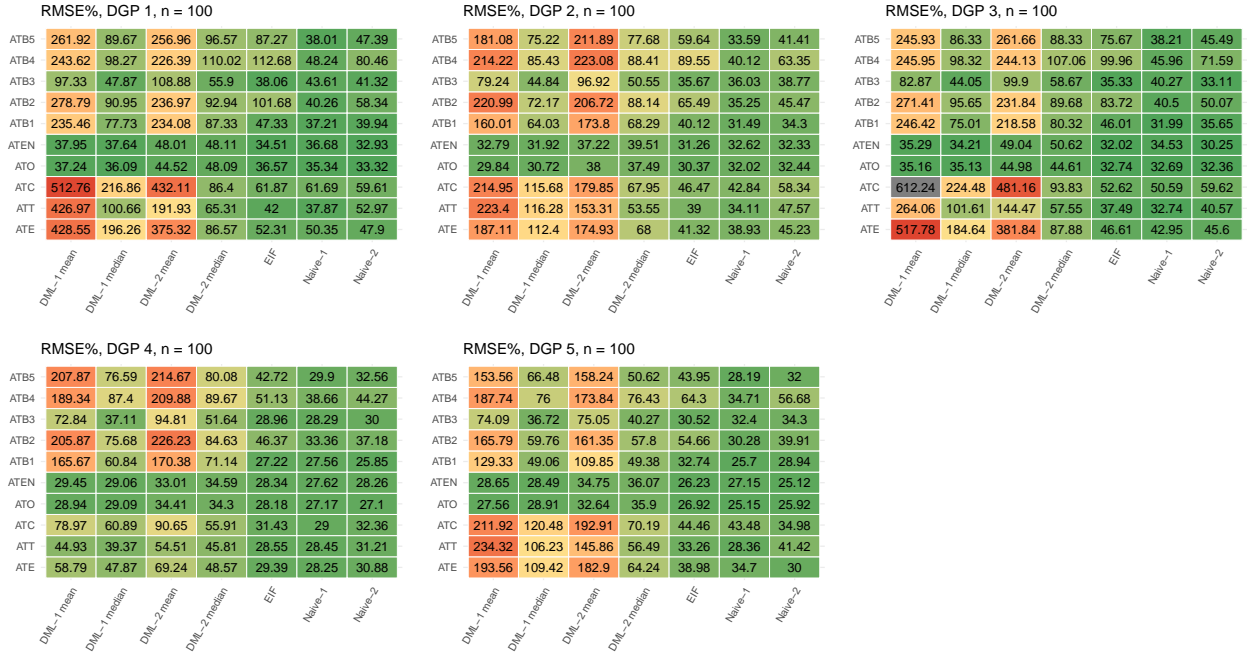 RMSE%, DGP 1, n = 100
ATB5 261.92 89.67 256.96 96.57 87.27 38.01 47.39
ATB4 243.62 98.27 226.39 110.02 112.68 48.24 80.46
ATB3 97.33 47.87 108.88 55.9 38.06 43.61 41.32
ATB2 278.79 90.95 236.97 92.94 101.68 40.26 58.34
ATB1 235.46 77.73 234.08 87.33 47.33 37.21 39.94
ATEN 37.95 37.64 48.01 48.11 34.51 36.68 32.93
ATO 37.24 36.09 44.52 48.09 36.57 35.34 33.32
ATC 512.76 216.86 432.11 86.4 61.87 61.69 59.61
ATT 426.97 100.66 191.93 65.31 42 37.87 52.97
ATE 428.55 196.26 375.32 86.57 52.31 50.35 47.9
DML−1 mean DML−1 median DML−2 mean DML−2 median EIF Naive−1 Naive−2
RMSE%, DGP 2, n = 100
ATB5 181.08 75.22 211.89 77.68 59.64 33.59 41.41
ATB4 214.22 85.43 223.08 88.41 89.55 40.12 63.35
ATB3 79.24 44.84 96.92 50.55 35.67 36.03 38.77
ATB2 220.99 72.17 206.72 88.14 65.49 35.25 45.47
ATB1 160.01 64.03 173.8 68.29 40.12 31.49 34.3
ATEN 32.79 31.92 37.22 39.51 31.26 32.62 32.33
ATO 29.84 30.72 38 37.49 30.37 32.02 32.44
ATC 214.95 115.68 179.85 67.95 46.47 42.84 58.34
ATT 223.4 116.28 153.31 53.55 39 34.11 47.57
ATE 187.11 112.4 174.93 68 41.32 38.93 45.23
DML−1 mean DML−1 median DML−2 mean DML−2 median EIF Naive−1 Naive−2
RMSE%, DGP 3, n = 100
ATB5 245.93 86.33 261.66 88.33 75.67 38.21 45.49
ATB4 245.95 98.32 244.13 107.06 99.96 45.96 71.59
ATB3 82.87 44.05 99.9 58.67 35.33 40.27 33.11
ATB2 271.41 95.65 231.84 89.68 83.72 40.5 50.07
ATB1 246.42 75.01 218.58 80.32 46.01 31.99 35.65
ATEN 35.29 34.21 49.04 50.62 32.02 34.53 30.25
ATO 35.16 35.13 44.98 44.61 32.74 32.69 32.36
ATC 612.24 224.48 481.16 93.83 52.62 50.59 59.62
ATT 264.06 101.61 144.47 57.55 37.49 32.74 40.57
ATE 517.78 184.64 381.84 87.88 46.61 42.95 45.6
DML−1 mean DML−1 median DML−2 mean DML−2 median EIF Naive−1 Naive−2
RMSE%, DGP 4, n = 100
ATB5 207.87 76.59 214.67 80.08 42.72 29.9 32.56
ATB4 189.34 87.4 209.88 89.67 51.13 38.66 44.27
ATB3 72.84 37.11 94.81 51.64 28.96 28.29 30
ATB2 205.87 75.68 226.23 84.63 46.37 33.36 37.18
ATB1 165.67 60.84 170.38 71.14 27.22 27.56 25.85
ATEN 29.45 29.06 33.01 34.59 28.34 27.62 28.26
ATO 28.94 29.09 34.41 34.3 28.18 27.17 27.1
ATC 78.97 60.89 90.65 55.91 31.43 29 32.36
ATT 44.93 39.37 54.51 45.81 28.55 28.45 31.21
ATE 58.79 47.87 69.24 48.57 29.39 28.25 30.88
DML−1 mean DML−1 median DML−2 mean DML−2 median EIF Naive−1 Naive−2
RMSE%, DGP 5, n = 100
ATB5 153.56 66.48 158.24 50.62 43.95 28.19 32
ATB4 187.74 76 173.84 76.43 64.3 34.71 56.68
ATB3 74.09 36.72 75.05 40.27 30.52 32.4 34.3
ATB2 165.79 59.76 161.35 57.8 54.66 30.28 39.91
ATB1 129.33 49.06 109.85 49.38 32.74 25.7 28.94
ATEN 28.65 28.49 34.75 36.07 26.23 27.15 25.12
ATO 27.56 28.91 32.64 35.9 26.92 25.15 25.92
ATC 211.92 120.48 192.91 70.19 44.46 43.48 34.98
ATT 234.32 106.23 145.86 56.49 33.26 28.36 41.42
ATE 193.56 109.42 182.9 64.24 38.98 34.7 30
DML−1 mean DML−1 median DML−2 mean DML−2 median EIF Naive−1 Naive−2